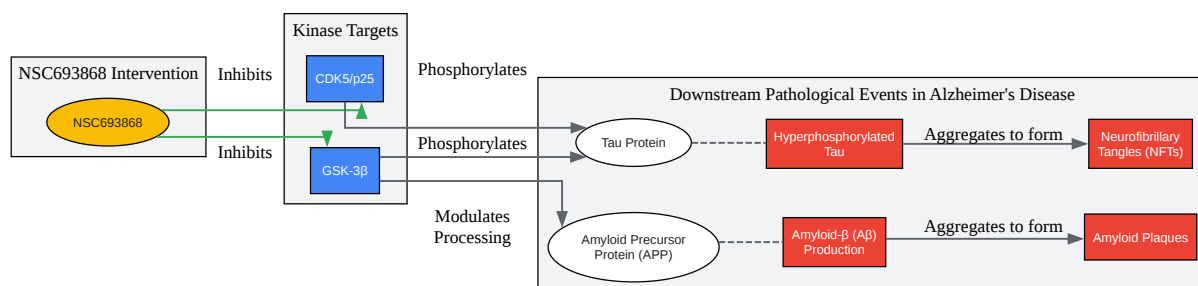 Kinase Targets
NSC693868 Intervention
Inhibits
CDK5/p25
Phosphorylates
NSC693868
Downstream Pathological Events in Alzheimer's Disease
Inhibits
GSK-3β
Phosphorylates
Tau Protein
Hyperphosphorylated
Tau
Aggregates to form
Neurofibrillary
Tangles (NFTs)
Modulates
Processing
Amyloid Precursor
Protein (APP)
Amyloid-β (Aβ)
Production
Aggregates to form
Amyloid Plaques